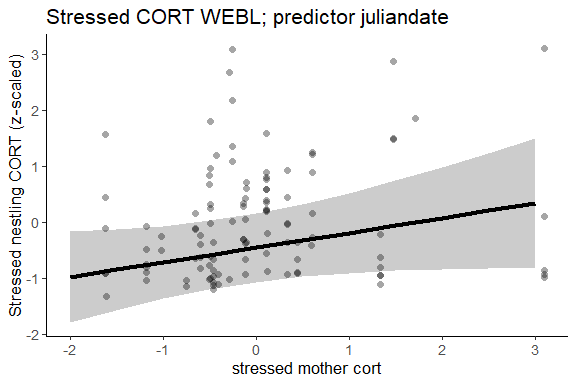 Stressed CORT WEBL; predictor juliandate
Stressed nestling CORT (z-scaled)
3
2
1
0
-1
-2
-2 -1 0 1 2 3
stressed mother cort